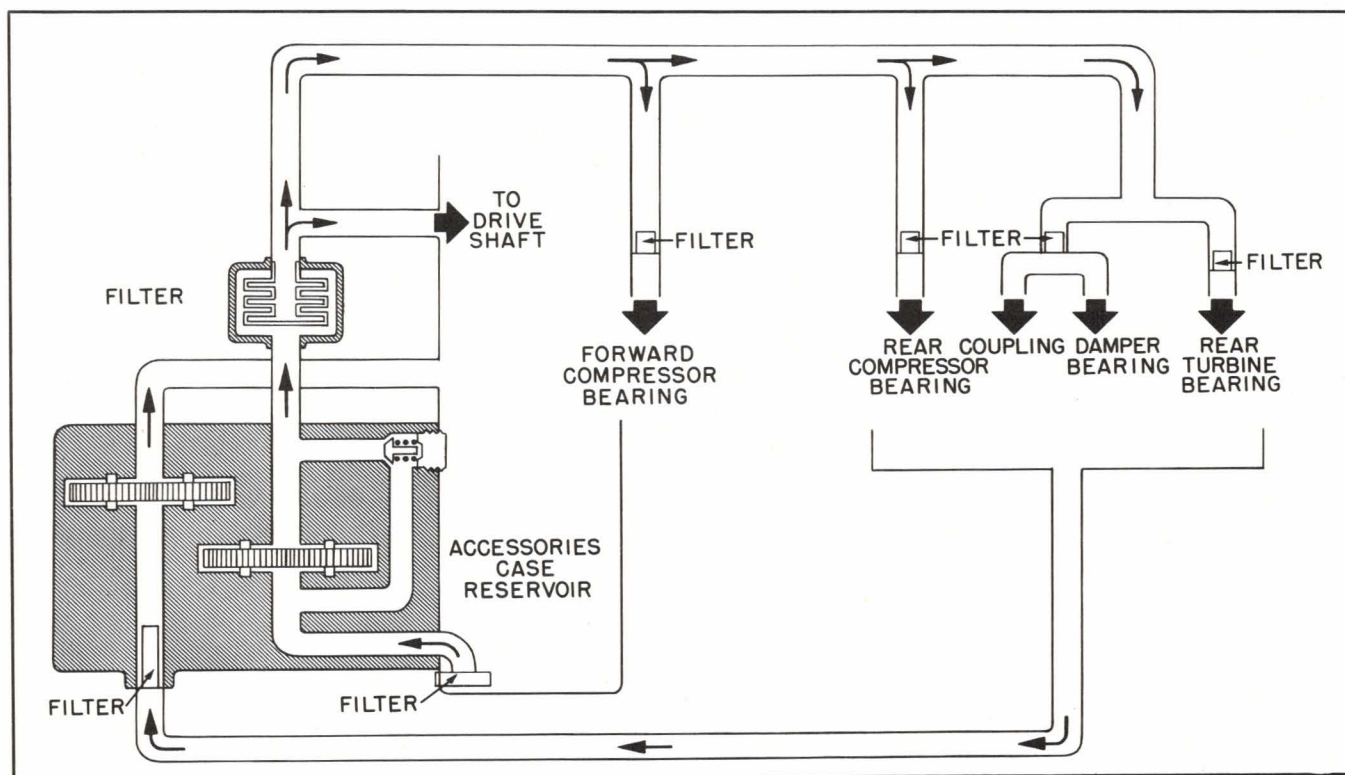 TO
DRIVE
SHAFT
FILTER
FILTER
FILTER
FILTER
FORWARD
COMPRESSOR
BEARING
REAR
COMPRESSOR
BEARING
COUPLING
DAMPER
BEARING
REAR
TURBINE
BEARING
ACCESSORIES
CASE
RESERVOIR
FILTER
FILTER